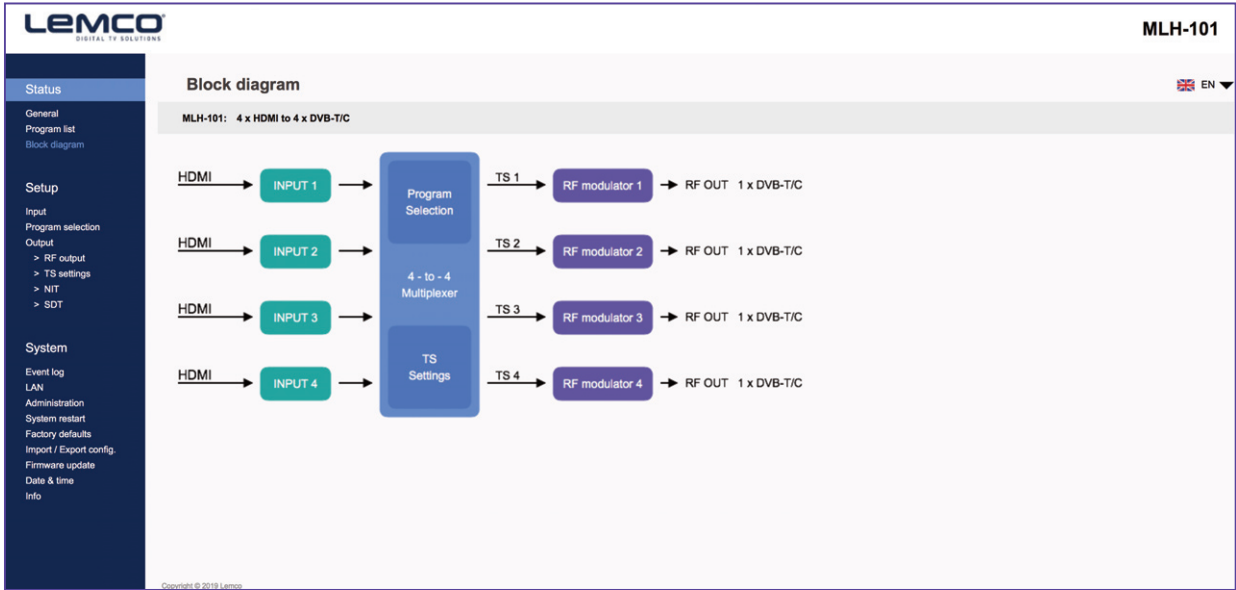 LEMCO
DIGITAL TV SOLUTIONS
MLH-101
Status
General
Program list
Block diagram
Setup
Input
Program selection
Output
> RF output
> TS settings
> NIT
> SDT
System
Event log
LAN
Administration
System restart
Factory defaults
Import / Export config.
Firmware update
Date & time
Info
Block diagram
EN
MLH-101: 4 x HDMI to 4 x DVB-T/C
HDMI
INPUT 1
HDMI
INPUT 2
HDMI
INPUT 3
HDMI
INPUT 4
Program
Selection
4 - to - 4
Multiplexer
TS
Settings
TS 1
RF modulator 1
RF OUT 1 x DVB-T/C
TS 2
RF modulator 2
RF OUT 1 x DVB-T/C
TS 3
RF modulator 3
RF OUT 1 x DVB-T/C
TS 4
RF modulator 4
RF OUT 1 x DVB-T/C
Copyright © 2019 Lemco